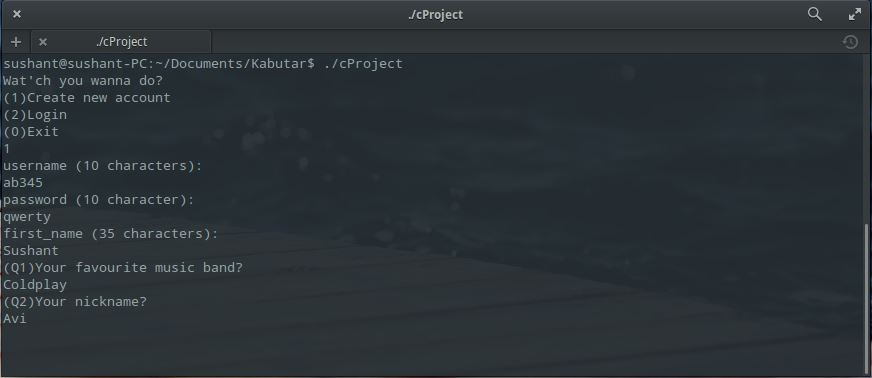 ./cProject
./cProject
sushant@sushant-PC:~/Documents/Kabutar$ ./cProject
Wat'ch you wanna do?
(1)Create new account
(2)Login
(0)Exit
1
username (10 characters):
ab345
password (10 character):
qwerty
first_name (35 characters):
Sushant
(Q1)Your favourite music band?
Coldplay
(Q2)Your nickname?
Avi